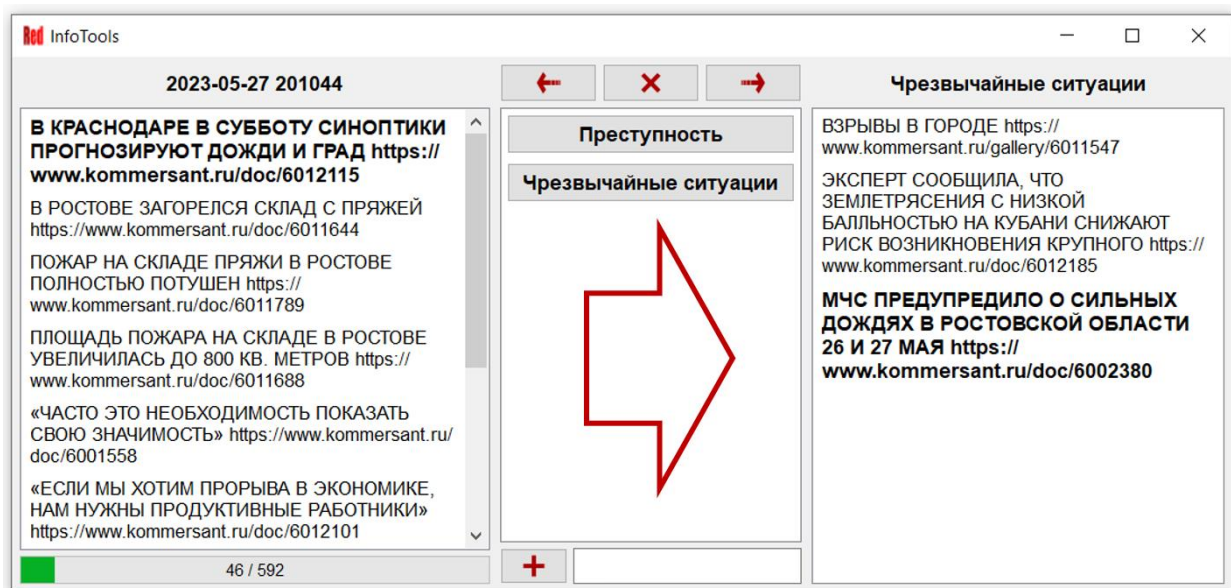 Red InfoTools
2023-05-27 201044
Чрезвычайные ситуации
В КРАСНОДАРЕ В СУББОТУ СИНОПТИКИ
ПРОГНОЗИРУЮТ ДОЖДИ И ГРАД https://
www.kommersant.ru/doc/6012115
В РОСТОВЕ ЗАГОРЕЛСЯ СКЛАД С ПРЯЖЕЙ
https://www.kommersant.ru/doc/6011644
ПОЖАР НА СКЛАДЕ ПРЯЖИ В РОСТОВЕ
ПОЛНОСТЬЮ ПОТУШЕН https://
www.kommersant.ru/doc/6011789
ПЛОЩАДЬ ПОЖАРА НА СКЛАДЕ В РОСТОВЕ
УВЕЛИЧИЛАСЬ ДО 800 КВ. МЕТРОВ https://
www.kommersant.ru/doc/6011688
«ЧАСТО ЭТО НЕОБХОДИМОСТЬ ПОКАЗАТЬ
СВОЮ ЗНАЧИМОСТЬ» https://www.kommersant.ru/
doc/6001558
«ЕСЛИ МЫ ХОТИМ ПРОРЫВА В ЭКОНОМИКЕ,
НАМ НУЖНЫ ПРОДУКТИВНЫЕ РАБОТНИКИ»
https://www.kommersant.ru/doc/6012101
46 / 592
Преступность
Чрезвычайные ситуации
ВЗРЫВЫ В ГОРОДЕ https://
www.kommersant.ru/gallery/6011547
ЭКСПЕРТ СООБЩИЛА, ЧТО
ЗЕМЛЕТРЯСЕНИЯ С НИЗКОЙ
БАЛЛЬНОСТЬЮ НА КУБАНИ СНИЖАЮТ
РИСК ВОЗНИКНОВЕНИЯ КРУПНОГО https://
www.kommersant.ru/doc/6012185
МЧС ПРЕДУПРЕДИЛО О СИЛЬНЫХ
ДОЖДЯХ В РОСТОВСКОЙ ОБЛАСТИ
26 И 27 МАЯ https://
www.kommersant.ru/doc/6002380